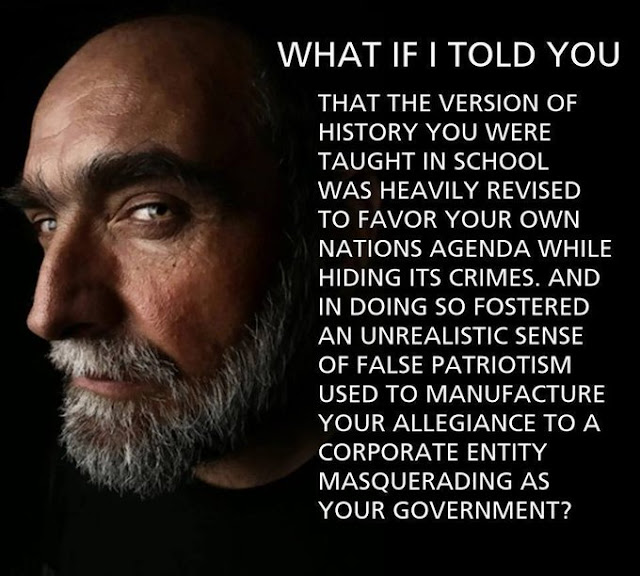 WHAT IF I TOLD YOU
THAT THE VERSION OF
HISTORY YOU WERE
TAUGHT IN SCHOOL
WAS HEAVILY REVISED
TO FAVOR YOUR OWN
NATIONS AGENDA WHILE
HIDING ITS CRIMES. AND
IN DOING SO FOSTERED
AN UNREALISTIC SENSE
OF FALSE PATRIOTISM
USED TO MANUFACTURE
YOUR ALLEGIANCE TO A
CORPORATE ENTITY
MASQUERADING AS
YOUR GOVERNMENT?